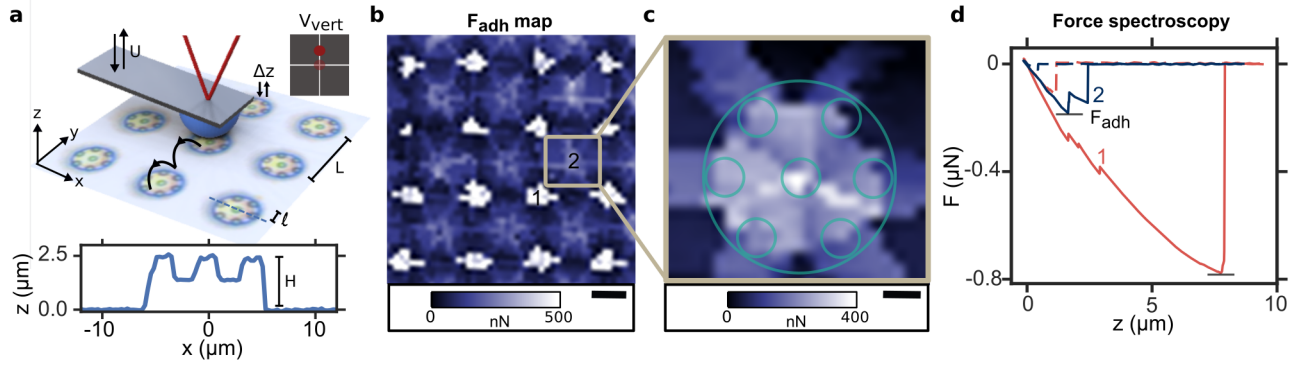 a
V_vert
U
Δz
z
y
x
L
ℓ
z (μm)
2.5
0.0
H
-10
0
10
x (μm)
b
F_adh map
2
1
0
500
nN
c
0
400
nN
d
Force spectroscopy
F (μN)
0
-0.4
-0.8
2
F_adh
1
0
5
10
z (μm)